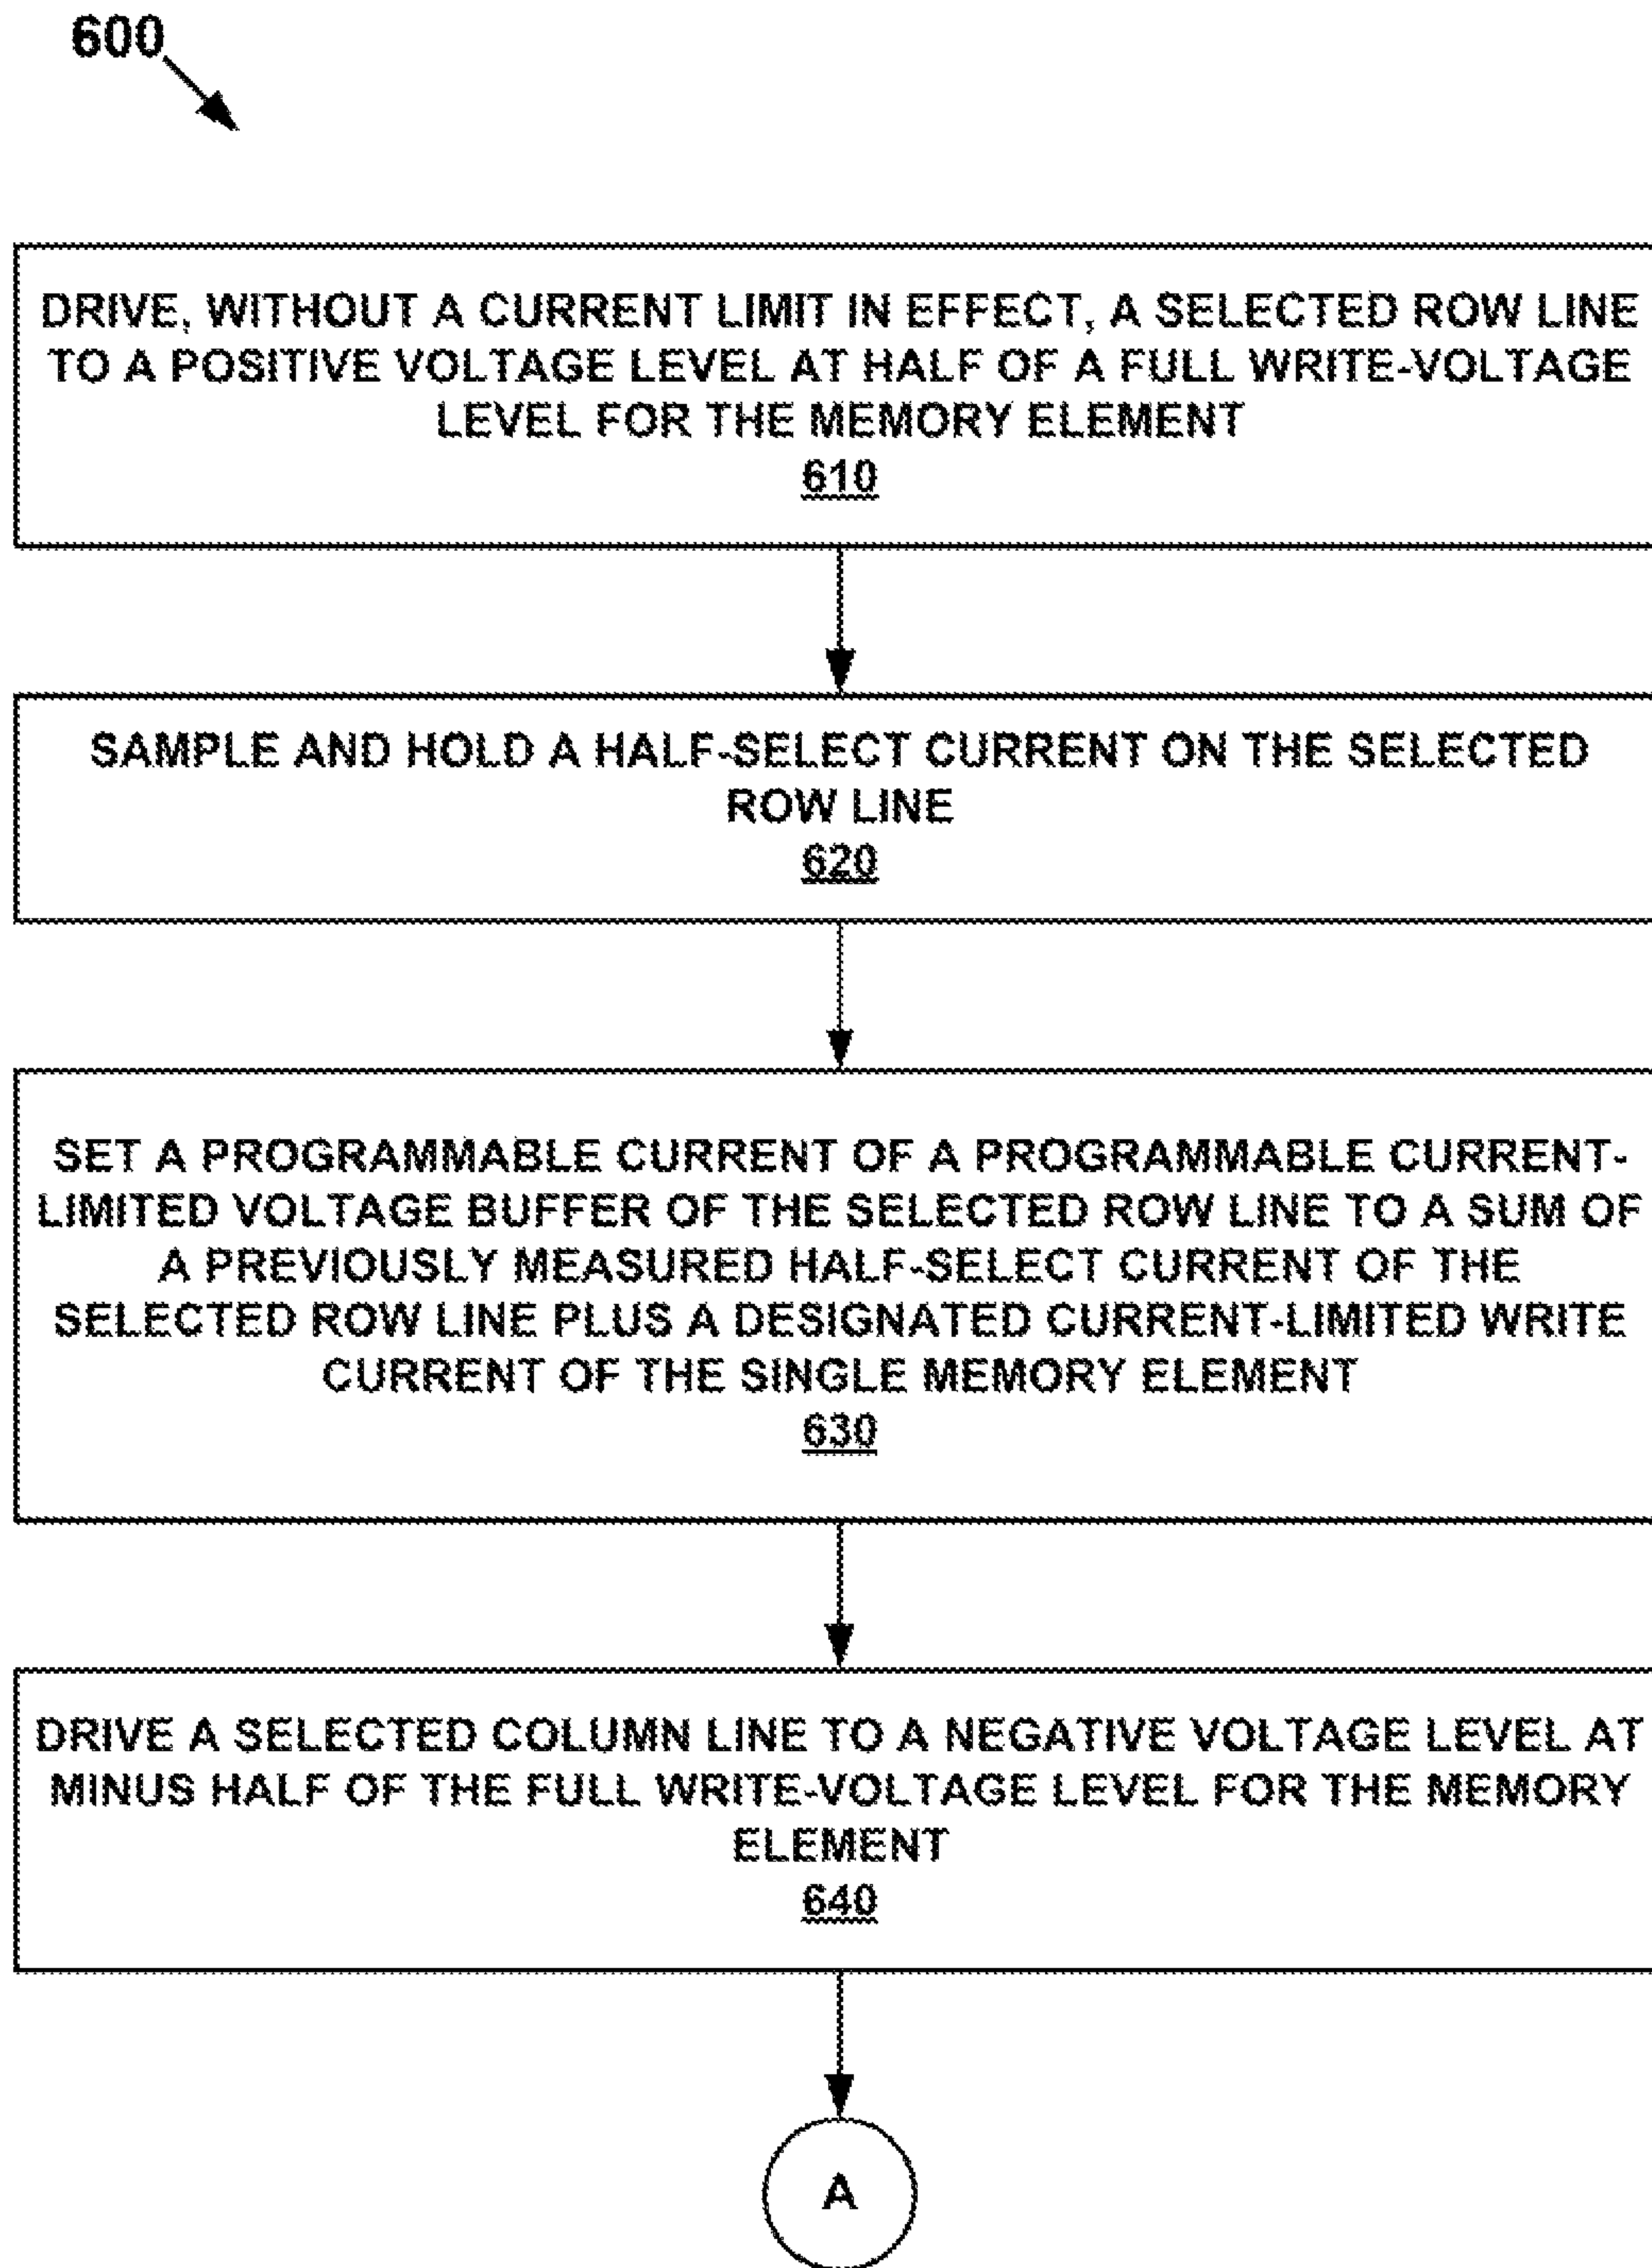 600
DRIVE, WITHOUT A CURRENT LIMIT IN EFFECT, A SELECTED ROW LINE
TO A POSITIVE VOLTAGE LEVEL AT HALF OF A FULL WRITE-VOLTAGE
LEVEL FOR THE MEMORY ELEMENT
610
SAMPLE AND HOLD A HALF-SELECT CURRENT ON THE SELECTED
ROW LINE
620
SET A PROGRAMMABLE CURRENT OF A PROGRAMMABLE CURRENT-
LIMITED VOLTAGE BUFFER OF THE SELECTED ROW LINE TO A SUM OF
A PREVIOUSLY MEASURED HALF-SELECT CURRENT OF THE
SELECTED ROW LINE PLUS A DESIGNATED CURRENT-LIMITED WRITE
CURRENT OF THE SINGLE MEMORY ELEMENT
630
DRIVE A SELECTED COLUMN LINE TO A NEGATIVE VOLTAGE LEVEL AT
MINUS HALF OF THE FULL WRITE-VOLTAGE LEVEL FOR THE MEMORY
ELEMENT
640
A